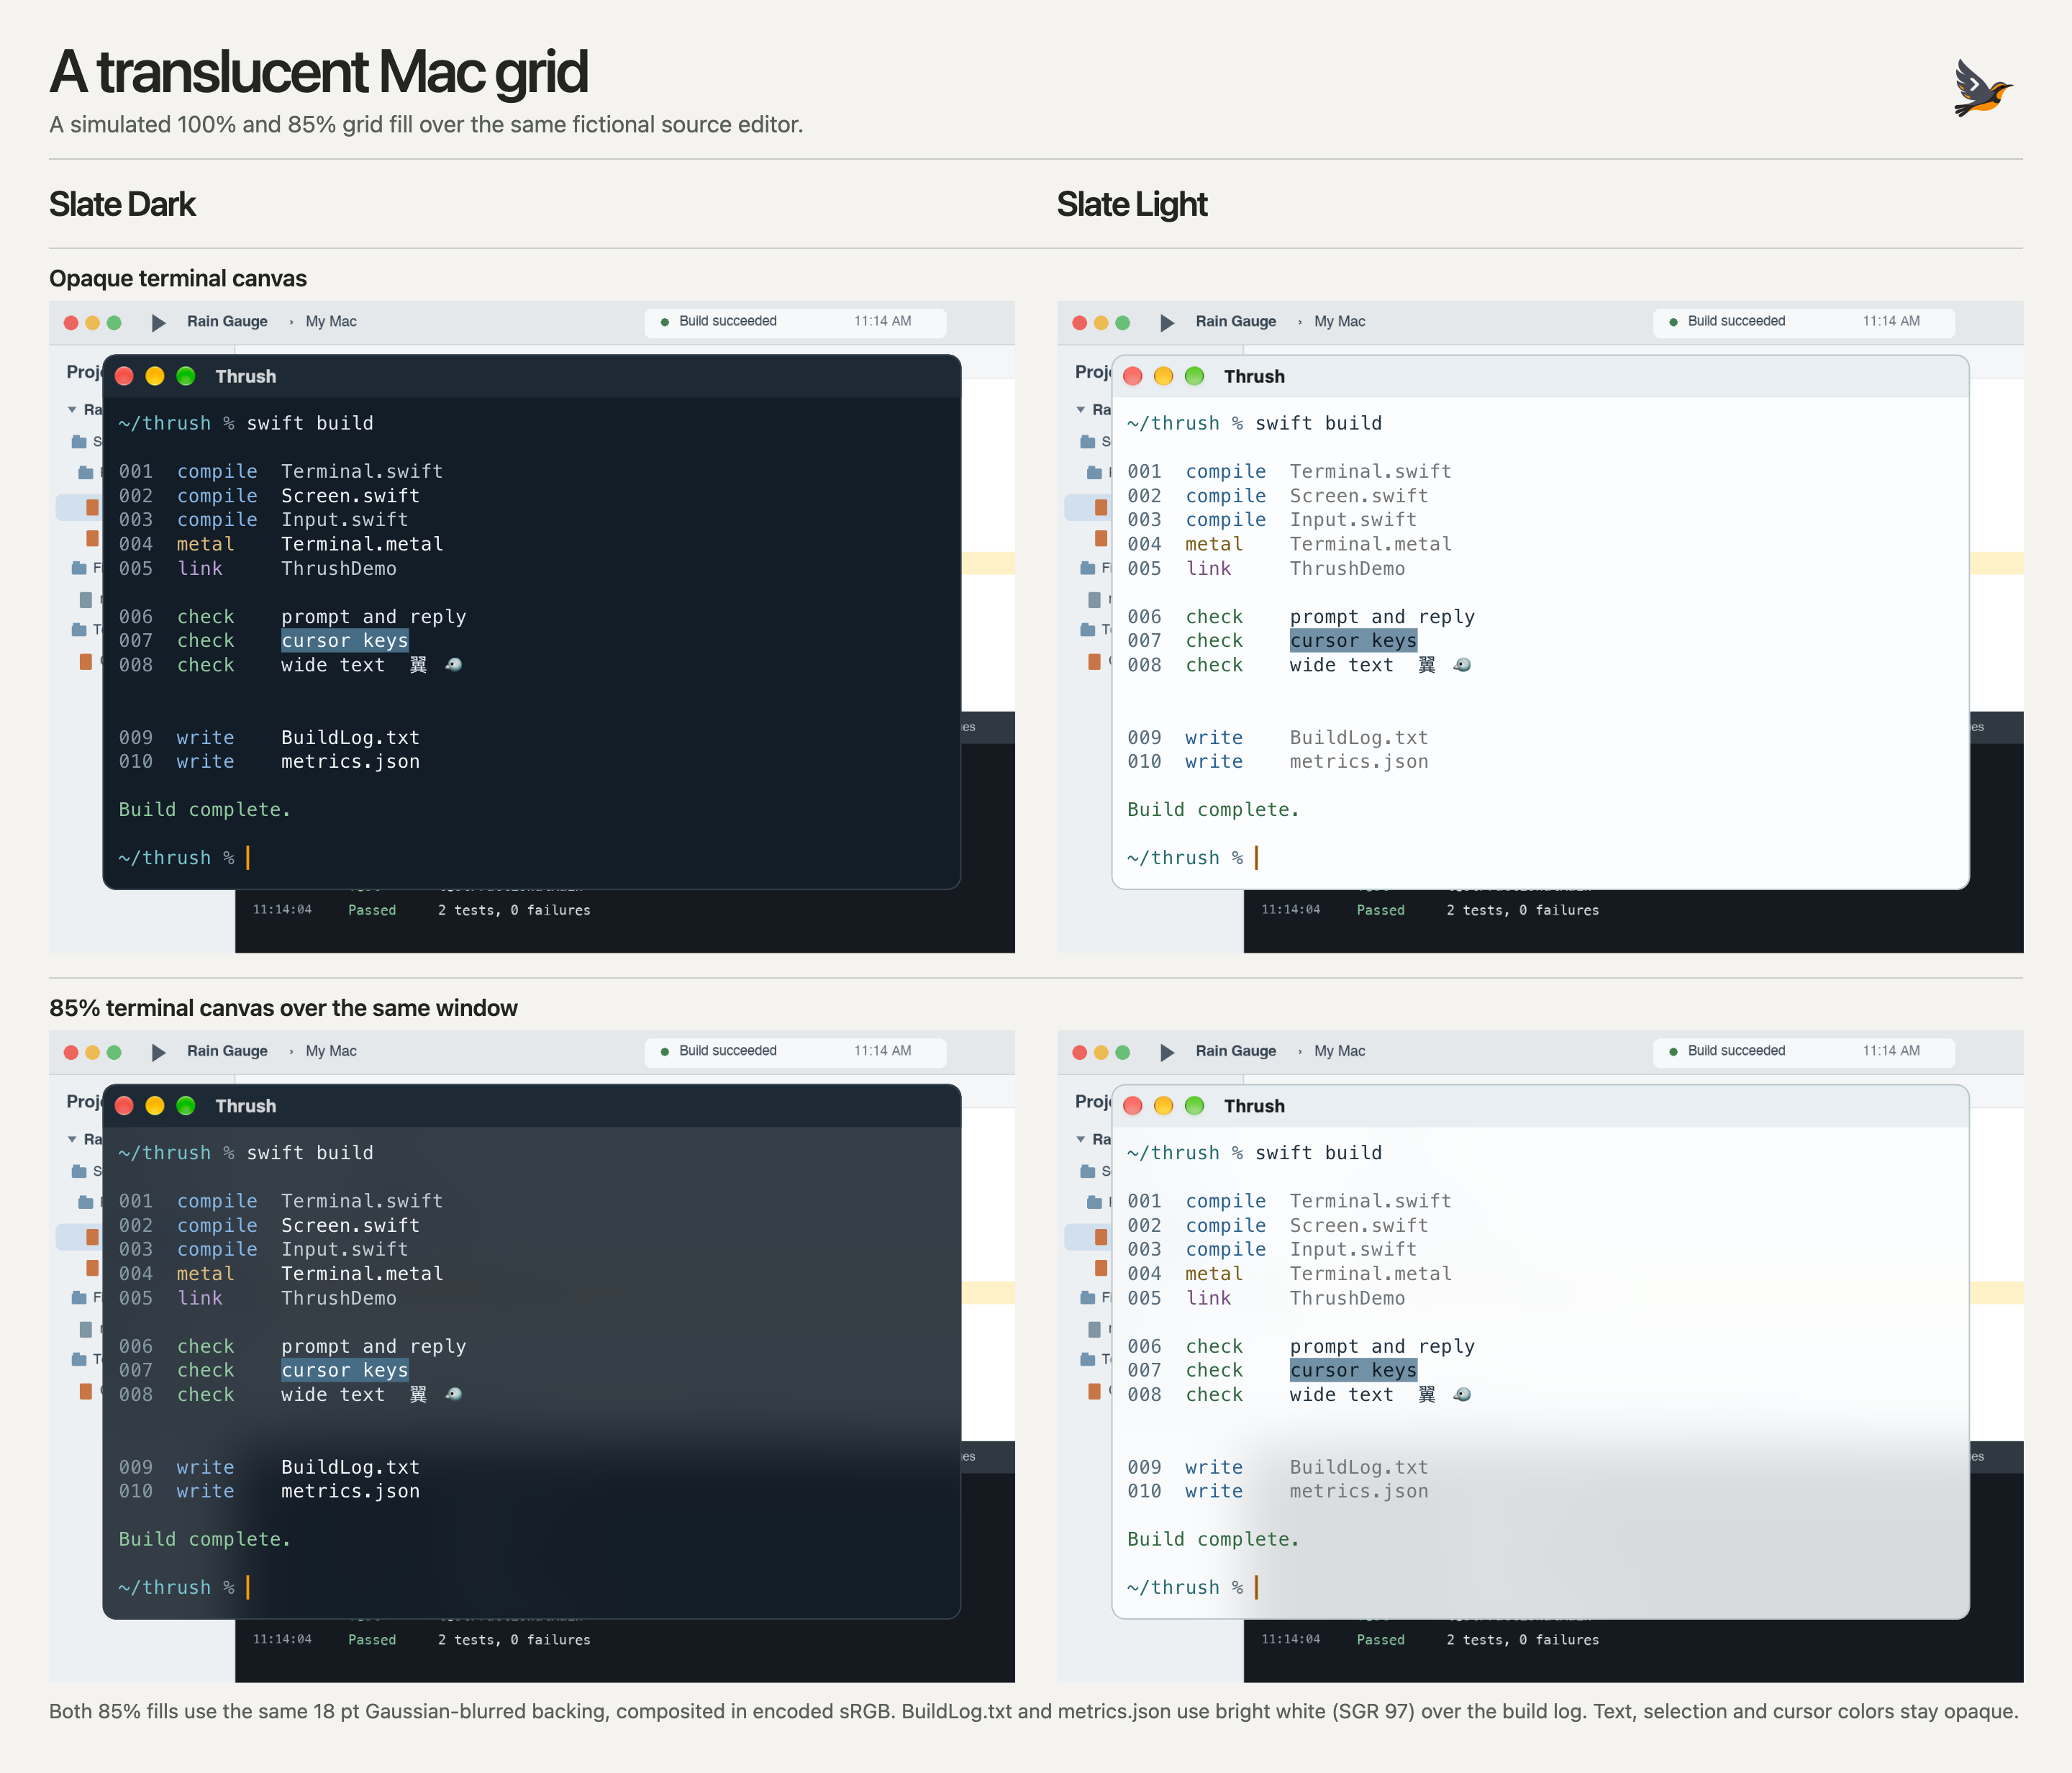 A translucent Mac grid
A simulated 100% and 85% grid fill over the same fictional source editor.
Slate Dark
Slate Light
Opaque terminal canvas
Rain Gauge › My Mac
Build succeeded 11:14 AM
Thrush
~/thrush % swift build
001 compile Terminal.swift
002 compile Screen.swift
003 compile Input.swift
004 metal Terminal.metal
005 link ThrushDemo
006 check prompt and reply
007 check cursor keys
008 check wide text 翼
009 write BuildLog.txt
010 write metrics.json
Build complete.
~/thrush %
11:14:04 Passed 2 tests, 0 failures
Rain Gauge › My Mac
Build succeeded 11:14 AM
Thrush
~/thrush % swift build
001 compile Terminal.swift
002 compile Screen.swift
003 compile Input.swift
004 metal Terminal.metal
005 link ThrushDemo
006 check prompt and reply
007 check cursor keys
008 check wide text 翼
009 write BuildLog.txt
010 write metrics.json
Build complete.
~/thrush %
11:14:04 Passed 2 tests, 0 failures
85% terminal canvas over the same window
Rain Gauge › My Mac
Build succeeded 11:14 AM
Thrush
~/thrush % swift build
001 compile Terminal.swift
002 compile Screen.swift
003 compile Input.swift
004 metal Terminal.metal
005 link ThrushDemo
006 check prompt and reply
007 check cursor keys
008 check wide text 翼
009 write BuildLog.txt
010 write metrics.json
Build complete.
~/thrush %
11:14:04 Passed 2 tests, 0 failures
Rain Gauge › My Mac
Build succeeded 11:14 AM
Thrush
~/thrush % swift build
001 compile Terminal.swift
002 compile Screen.swift
003 compile Input.swift
004 metal Terminal.metal
005 link ThrushDemo
006 check prompt and reply
007 check cursor keys
008 check wide text 翼
009 write BuildLog.txt
010 write metrics.json
Build complete.
~/thrush %
11:14:04 Passed 2 tests, 0 failures
Both 85% fills use the same 18 pt Gaussian-blurred backing, composited in encoded sRGB. BuildLog.txt and metrics.json use bright white (SGR 97) over the build log. Text, selection and cursor colors stay opaque.